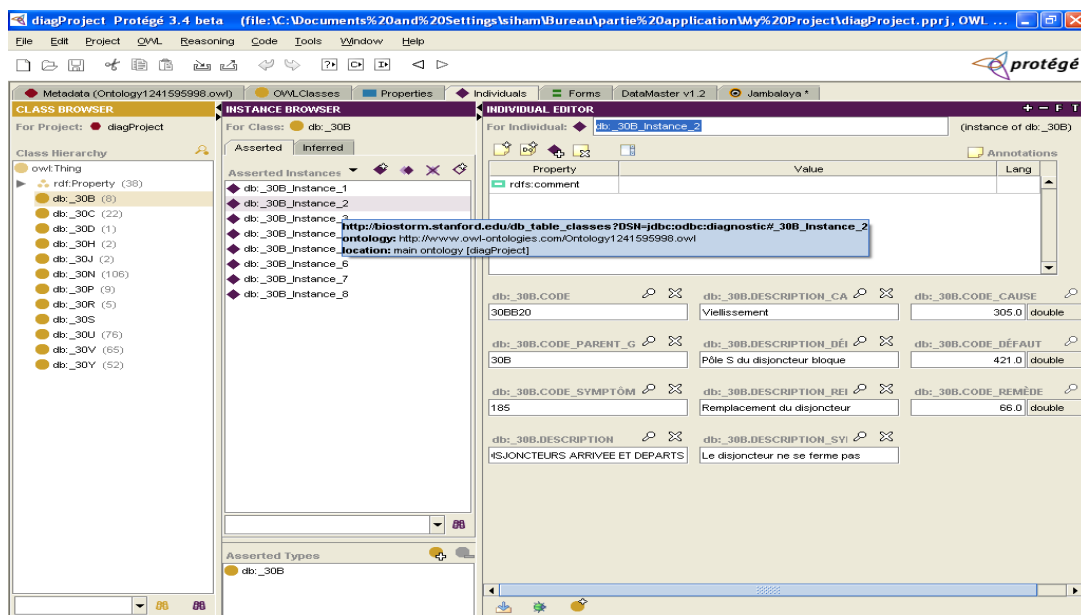 diagProject Protégé 3.4 beta (file:\C:\Documents%20and%20Settings\siham\Bureau\partie%20application\My%20Project\diagProject.pprj, OWL ...
File Edit Project OWL Reasoning Code Tools Window Help
protégé
Metadata (Ontology1241595998.owl) OWLClasses Properties Individuals Forms DataMaster v1.2 Jambalaya *
CLASS BROWSER
For Project: diagProject
Class Hierarchy
owl:Thing
rdf:Property (38)
db:_30B (8)
db:_30C (22)
db:_30D (1)
db:_30H (2)
db:_30J (2)
db:_30N (106)
db:_30P (9)
db:_30R (5)
db:_30S
db:_30U (76)
db:_30V (65)
db:_30Y (52)
INSTANCE BROWSER
For Class: db:_30B
Asserted Inferred
Asserted Instances
db:_30B_Instance_1
db:_30B_Instance_2
db:_30B_Instance_3
db:_30B_Instance_6
db:_30B_Instance_7
db:_30B_Instance_8
http://biostorm.stanford.edu/db_table_classes?DSN=jdbc:odbc:diagnostic#_30B_Instance_2
ontology: http://www.owl-ontologies.com/Ontology1241595998.owl
location: main ontology [diagProject]
Asserted Types
db:_30B
INDIVIDUAL EDITOR + − F T
For Individual: db:_30B_Instance_2 (instance of db:_30B)
Annotations
Property Value Lang
rdfs:comment
db:_30B.CODE db:_30B.DESCRIPTION_CA db:_30B.CODE_CAUSE
30BB20 Viellissement 305.0 double
db:_30B.CODE_PARENT_G db:_30B.DESCRIPTION_DÉI db:_30B.CODE_DÉFAUT
30B Pôle S du disjoncteur bloque 421.0 double
db:_30B.CODE_SYMPTÔM db:_30B.DESCRIPTION_REI db:_30B.CODE_REMÈDE
185 Remplacement du disjoncteur 66.0 double
db:_30B.DESCRIPTION db:_30B.DESCRIPTION_SYI
ISJONCTEURS ARRIVEE ET DEPARTS Le disjoncteur ne se ferme pas